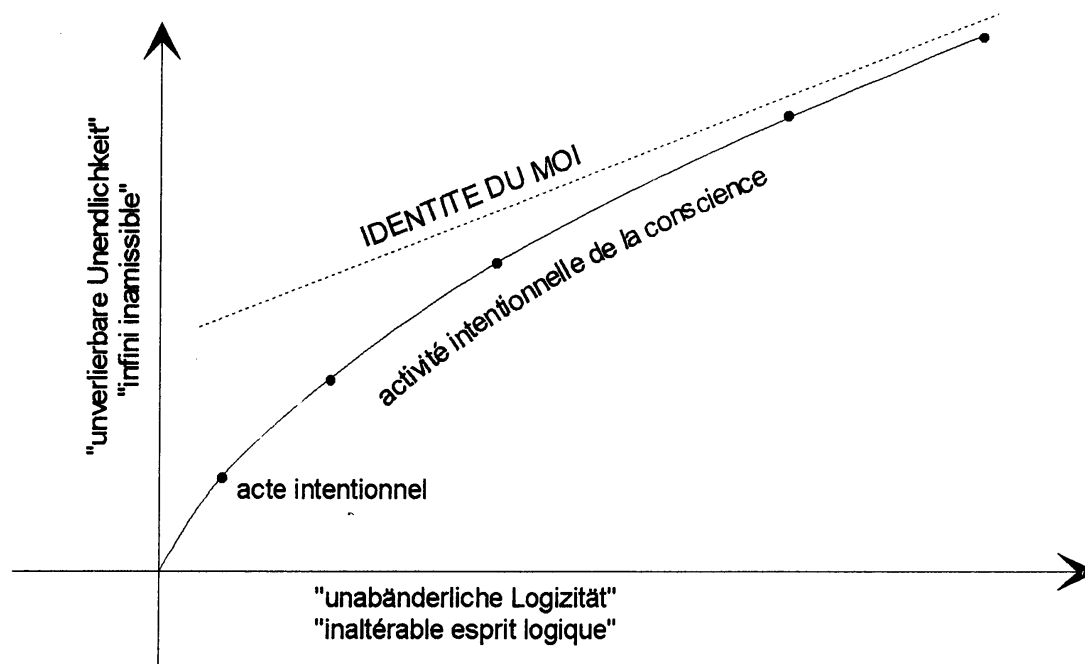 "unverlierbare Unendlichkeit"
"infini inamissible"
IDENTITE DU MOI
activité intentionnelle de la conscience
acte intentionnel
"unabänderliche Logizität"
"inaltérable esprit logique"